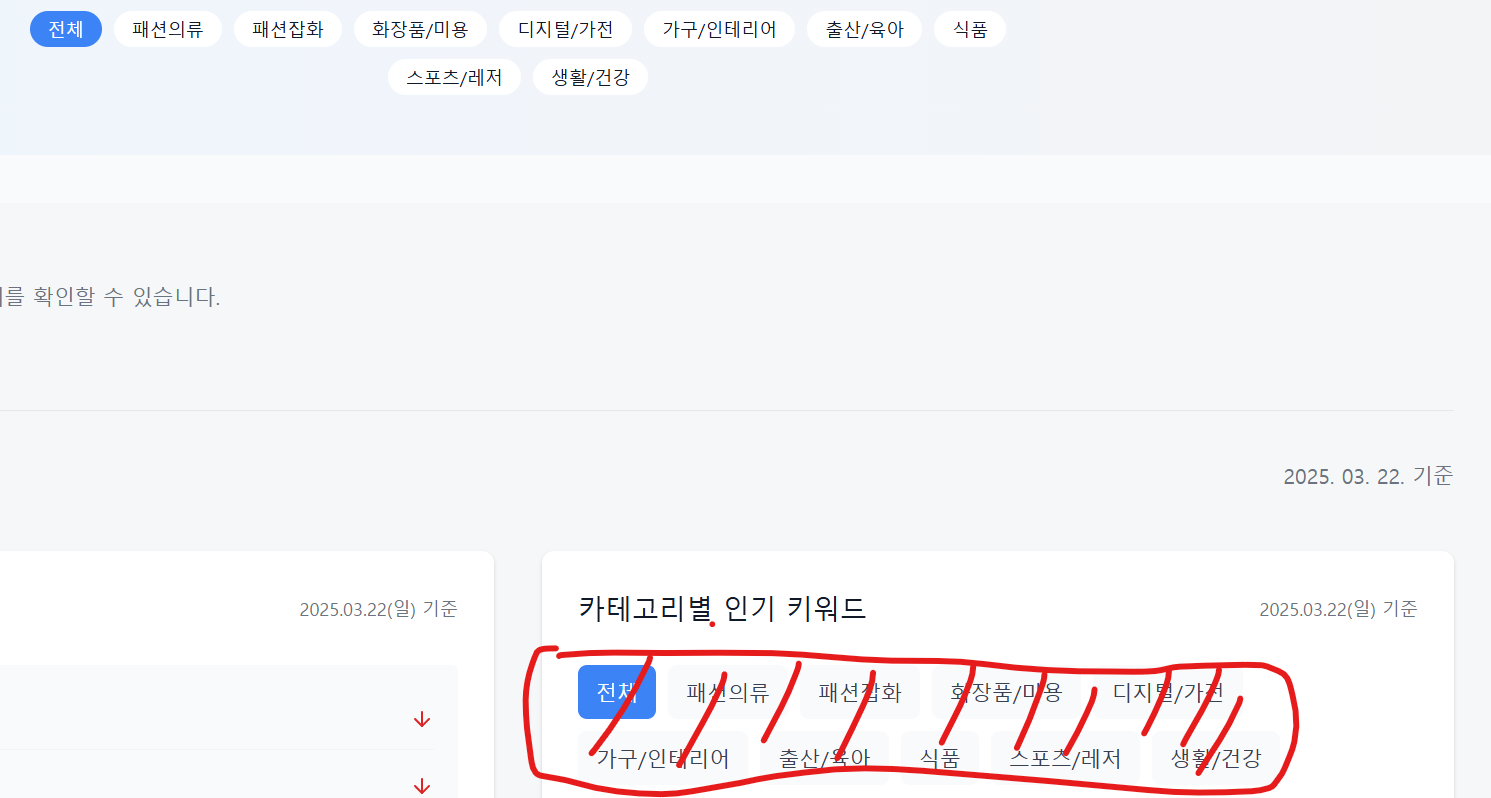 전체 패션의류 패션잡화 화장품/미용 디지털/가전 가구/인테리어 출산/육아 식품
스포츠/레저 생활/건강
를 확인할 수 있습니다.
2025. 03. 22. 기준
2025.03.22(일) 기준
카테고리별 인기 키워드 2025.03.22(일) 기준
전체 패션의류 패션잡화 화장품/미용 디지털/가전
가구/인테리어 출산/육아 식품 스포츠/레저 생활/건강